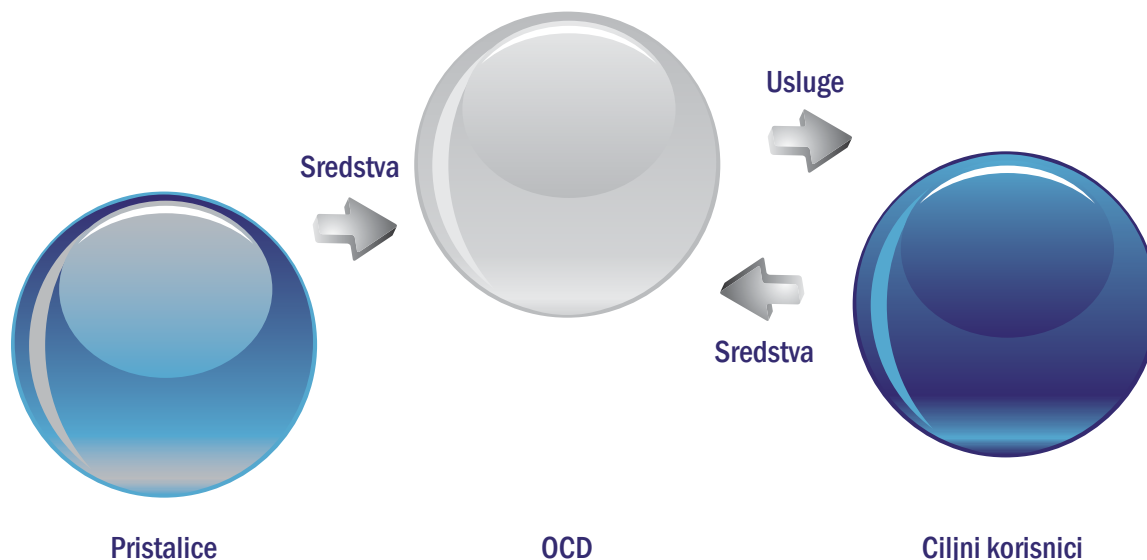 Usluge
Sredstva
Sredstva
Pristalice
OCD
Ciljni korisnici